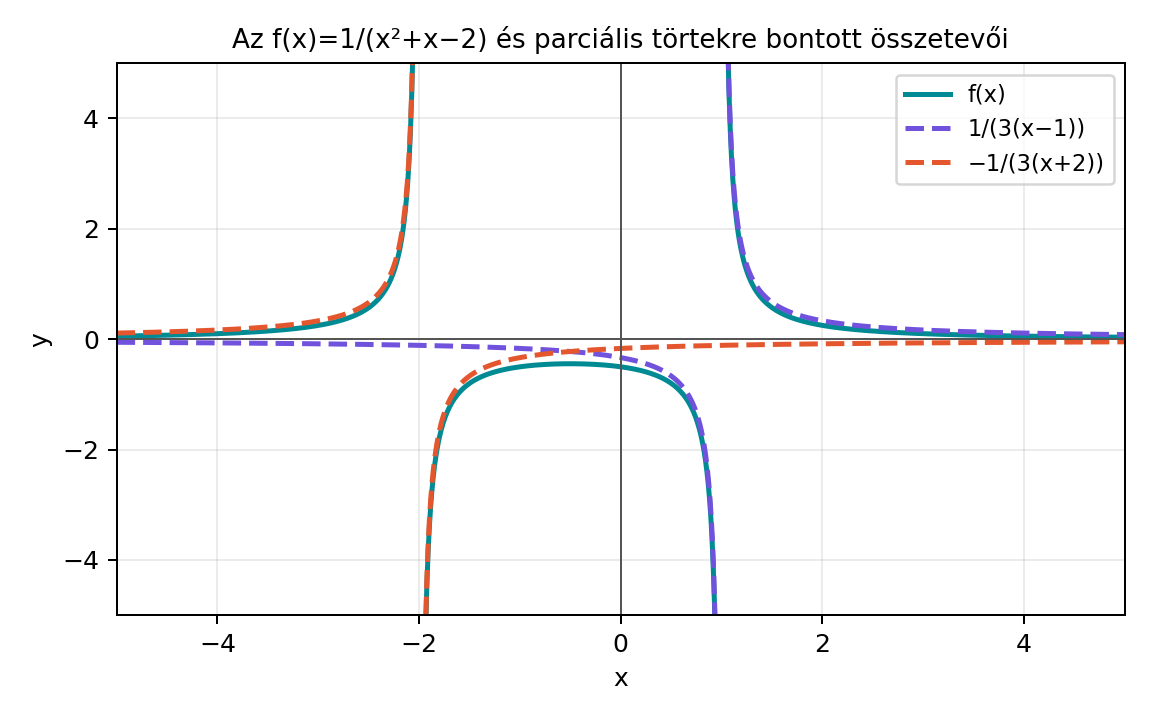 Az f(x)=1/(x²+x−2) és parciális törtekre bontott összetevői
f(x)
1/(3(x−1))
−1/(3(x+2))
y
4
2
0
−2
−4
−4 −2 0 2 4
x